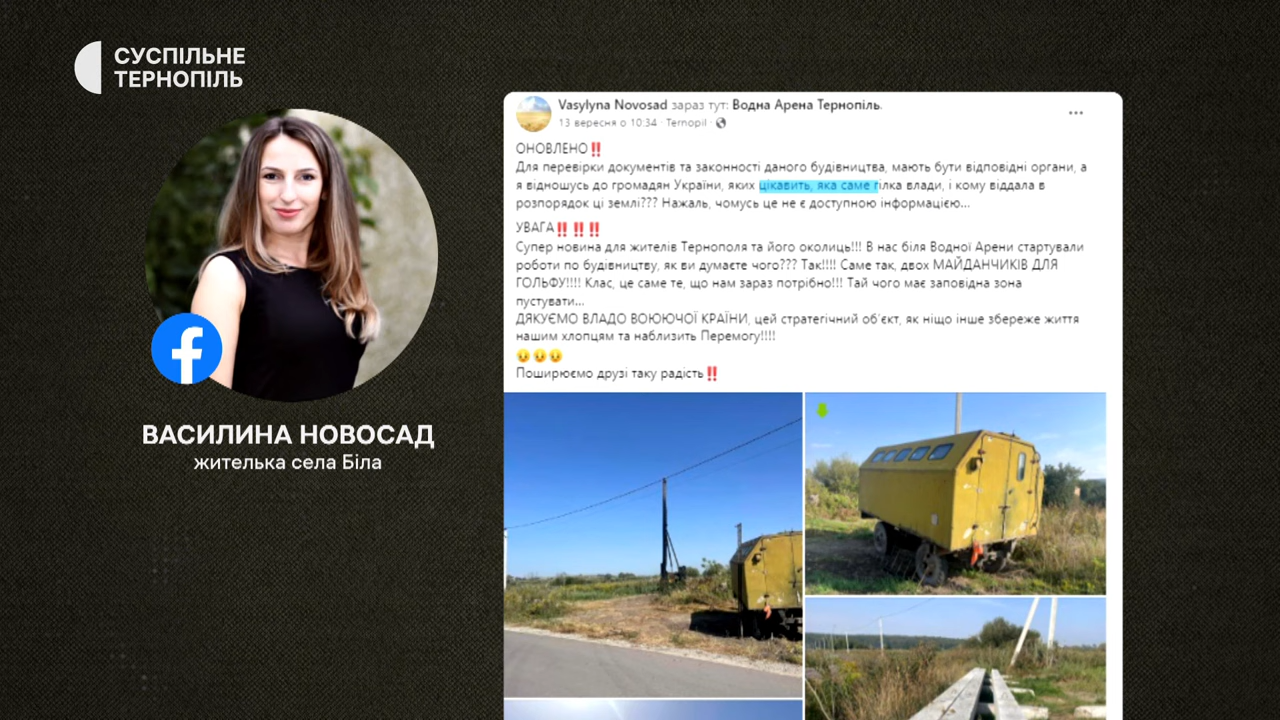 СУСПІЛЬНЕ
ТЕРНОПІЛЬ
ВАСИЛИНА НОВОСАД
жителька села Біла
Vasylyna Novosad зараз тут: Водна Арена Тернопіль.
13 вересня о 10:34 · Ternopil ·
ОНОВЛЕНО‼️
Для перевірки документів та законності даного будівництва, мають бути відповідні органи, а
я відношусь до громадян України, яких цікавить, яка саме гілка влади, і кому віддала в
розпорядок ці землі??? Нажаль, чомусь це не є доступною інформацією...
УВАГА‼️‼️‼️
Супер новина для жителів Тернополя та його околиць!!! В нас біля Водної Арени стартували
роботи по будівництву, як ви думаєте чого??? Так!!!! Саме так, двох МАЙДАНЧИКІВ ДЛЯ
ГОЛЬФУ!!!! Клас, це саме те, що нам зараз потрібно!!! Тай чого має заповідна зона
пустувати...
ДЯКУЄМО ВЛАДО ВОЮЮЧОЇ КРАЇНИ, цей стратегічний об'єкт, як ніщо інше збереже життя
нашим хлопцям та наблизить Перемогу!!!!
😡😡😡
Поширюємо друзі таку радість‼️